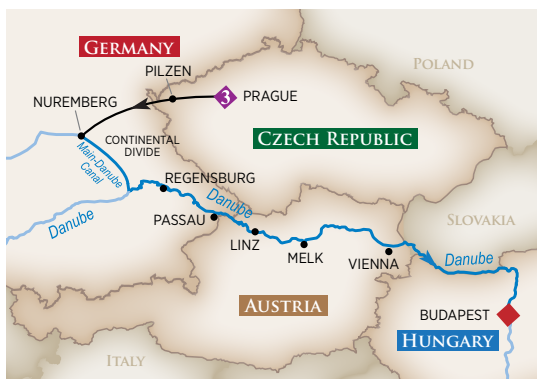 GERMANY
POLAND
PILZEN
3
PRAGUE
NUREMBERG
CONTINENTAL
DIVIDE
CZECH REPUBLIC
Main-Danube
Canal
REGENSBURG
Danube
Danube
PASSAU
SLOVAKIA
LINZ
MELK
VIENNA
Danube
AUSTRIA
BUDAPEST
HUNGARY
ITALY